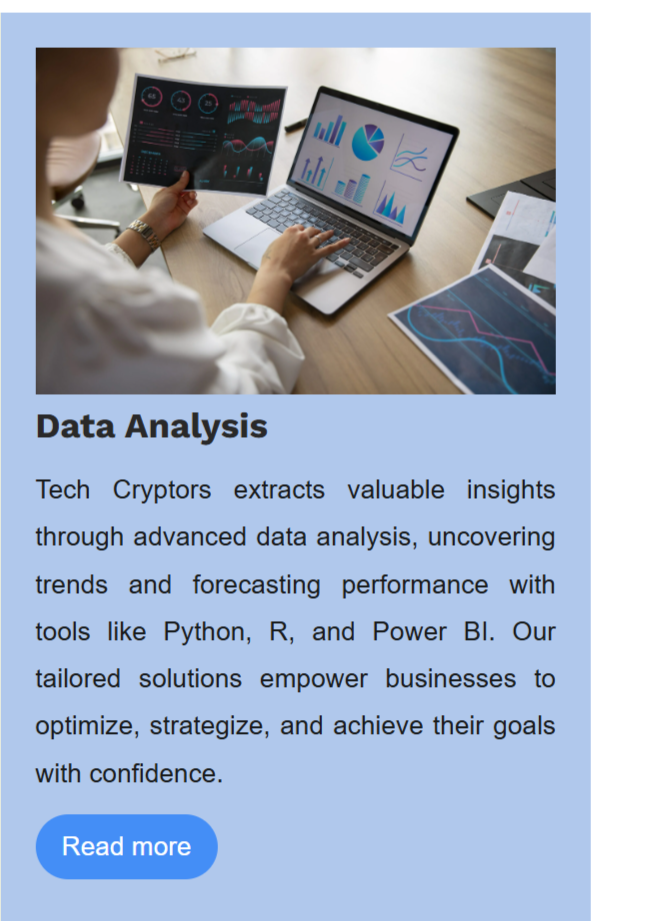 Data Analysis
Tech Cryptors extracts valuable insights
through advanced data analysis, uncovering
trends and forecasting performance with
tools like Python, R, and Power BI. Our
tailored solutions empower businesses to
optimize, strategize, and achieve their goals
with confidence.
Read more